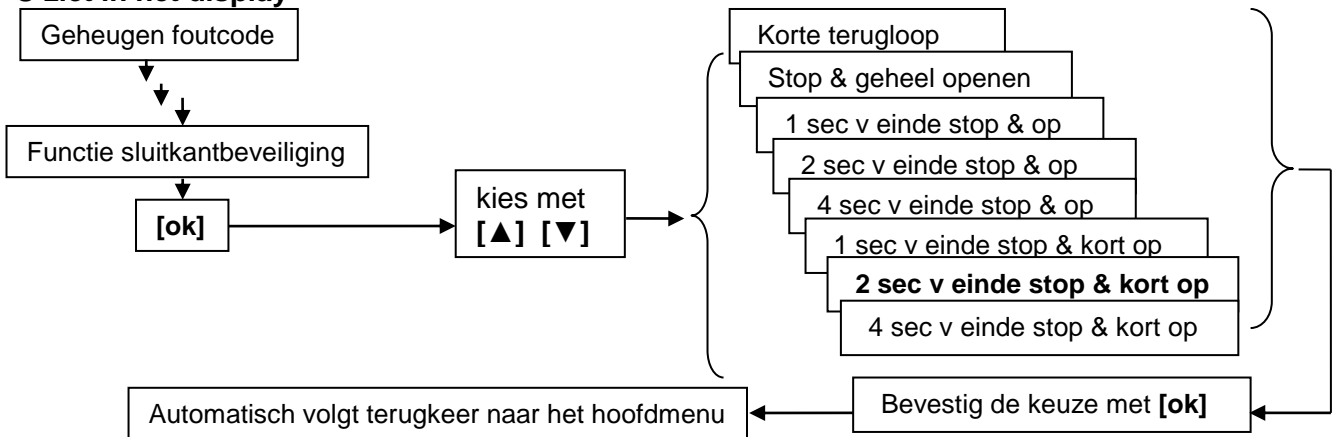 Geheugen foutcode
Functie sluitkantbeveiliging
[ok]
kies met
[▲] [▼]
Korte terugloop
Stop & geheel openen
1 sec v einde stop & op
2 sec v einde stop & op
4 sec v einde stop & op
1 sec v einde stop & kort op
2 sec v einde stop & kort op
4 sec v einde stop & kort op
Bevestig de keuze met [ok]
Automatisch volgt terugkeer naar het hoofdmenu